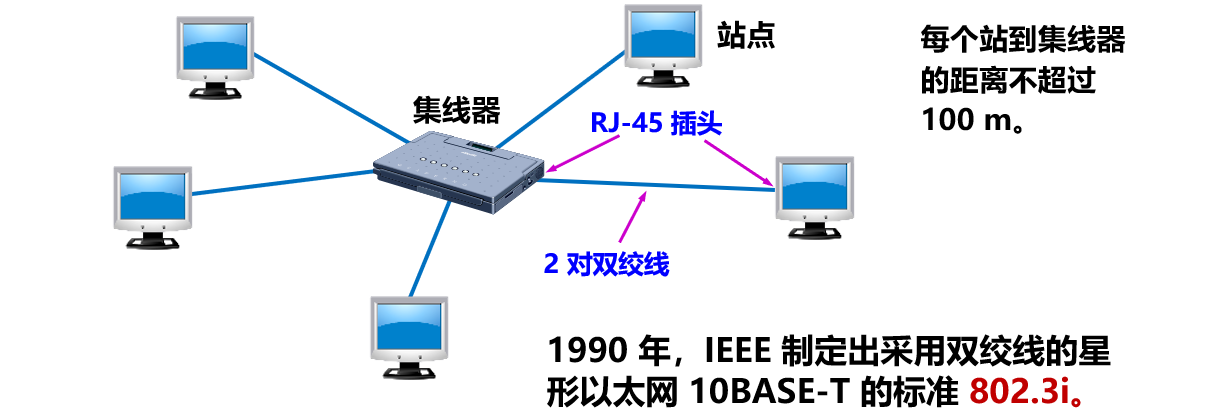 站点
每个站到集线器
的距离不超过
100 m。
集线器
RJ-45 插头
2 对双绞线
1990 年，IEEE 制定出采用双绞线的星
形以太网 10BASE-T 的标准 802.3i。